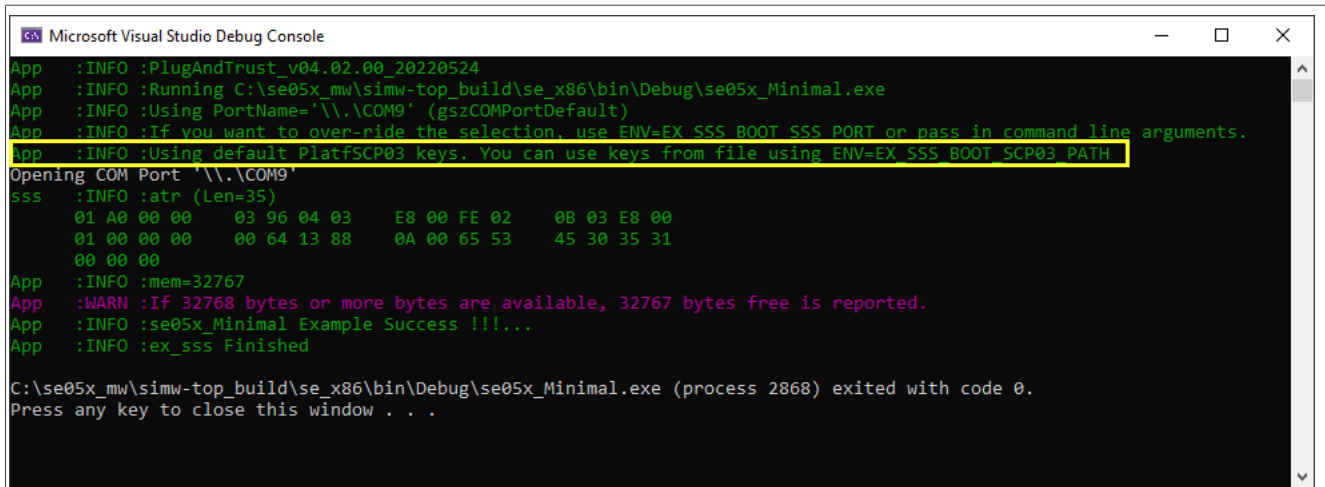 Microsoft Visual Studio Debug Console
App :INFO :PlugAndTrust_v04.02.00_20220524
App :INFO :Running C:\se05x_mw\simw-top_build\se_x86\bin\Debug\se05x_Minimal.exe
App :INFO :Using PortName='\\.\COM9' (gszCOMPortDefault)
App :INFO :If you want to over-ride the selection, use ENV=EX_SSS_BOOT_SSS_PORT or pass in command line arguments.
App :INFO :Using default PlatfSCP03 keys. You can use keys from file using ENV=EX_SSS_BOOT_SCP03_PATH
Opening COM Port '\\.\COM9'
sss :INFO :atr (Len=35)
01 A0 00 00 03 96 04 03 E8 00 FE 02 0B 03 E8 00
01 00 00 00 00 64 13 88 0A 00 65 53 45 30 35 31
00 00 00
App :INFO :mem=32767
App :WARN :If 32768 bytes or more bytes are available, 32767 bytes free is reported.
App :INFO :se05x_Minimal Example Success !!!...
App :INFO :ex_sss Finished
C:\se05x_mw\simw-top_build\se_x86\bin\Debug\se05x_Minimal.exe (process 2868) exited with code 0.
Press any key to close this window . . .